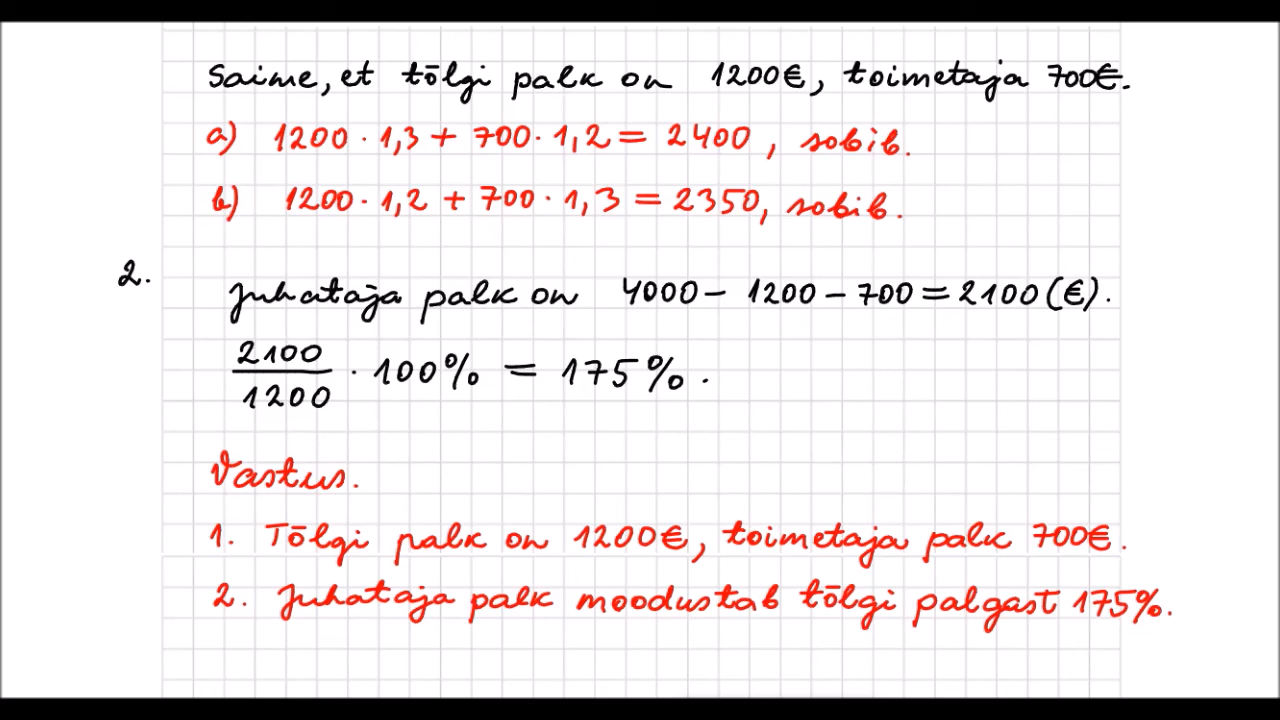 Saime, et tõlgi palk on 1200€, toimetaja 700€.
a) 1200 · 1,3 + 700 · 1,2 = 2400, sobib.
b) 1200 · 1,2 + 700 · 1,3 = 2350, sobib.
2. Juhataja palk on 4000 - 1200 - 700 = 2100 (€).
2100
/1200 · 100% = 175%.
Vastus.
1. Tõlgi palk on 1200€, toimetaja palk 700€.
2. Juhataja palk moodustab tõlgi palgast 175%.